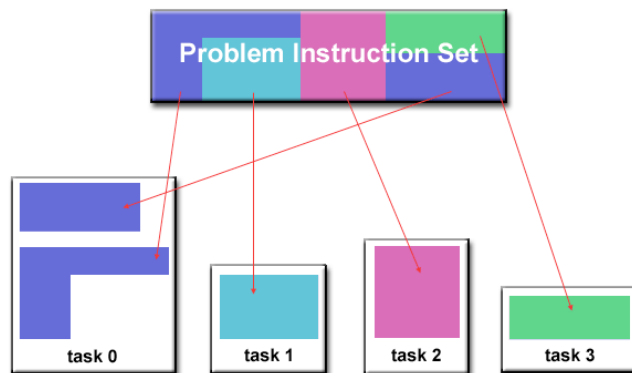 Problem Instruction Set
task 0
task 1
task 2
task 3